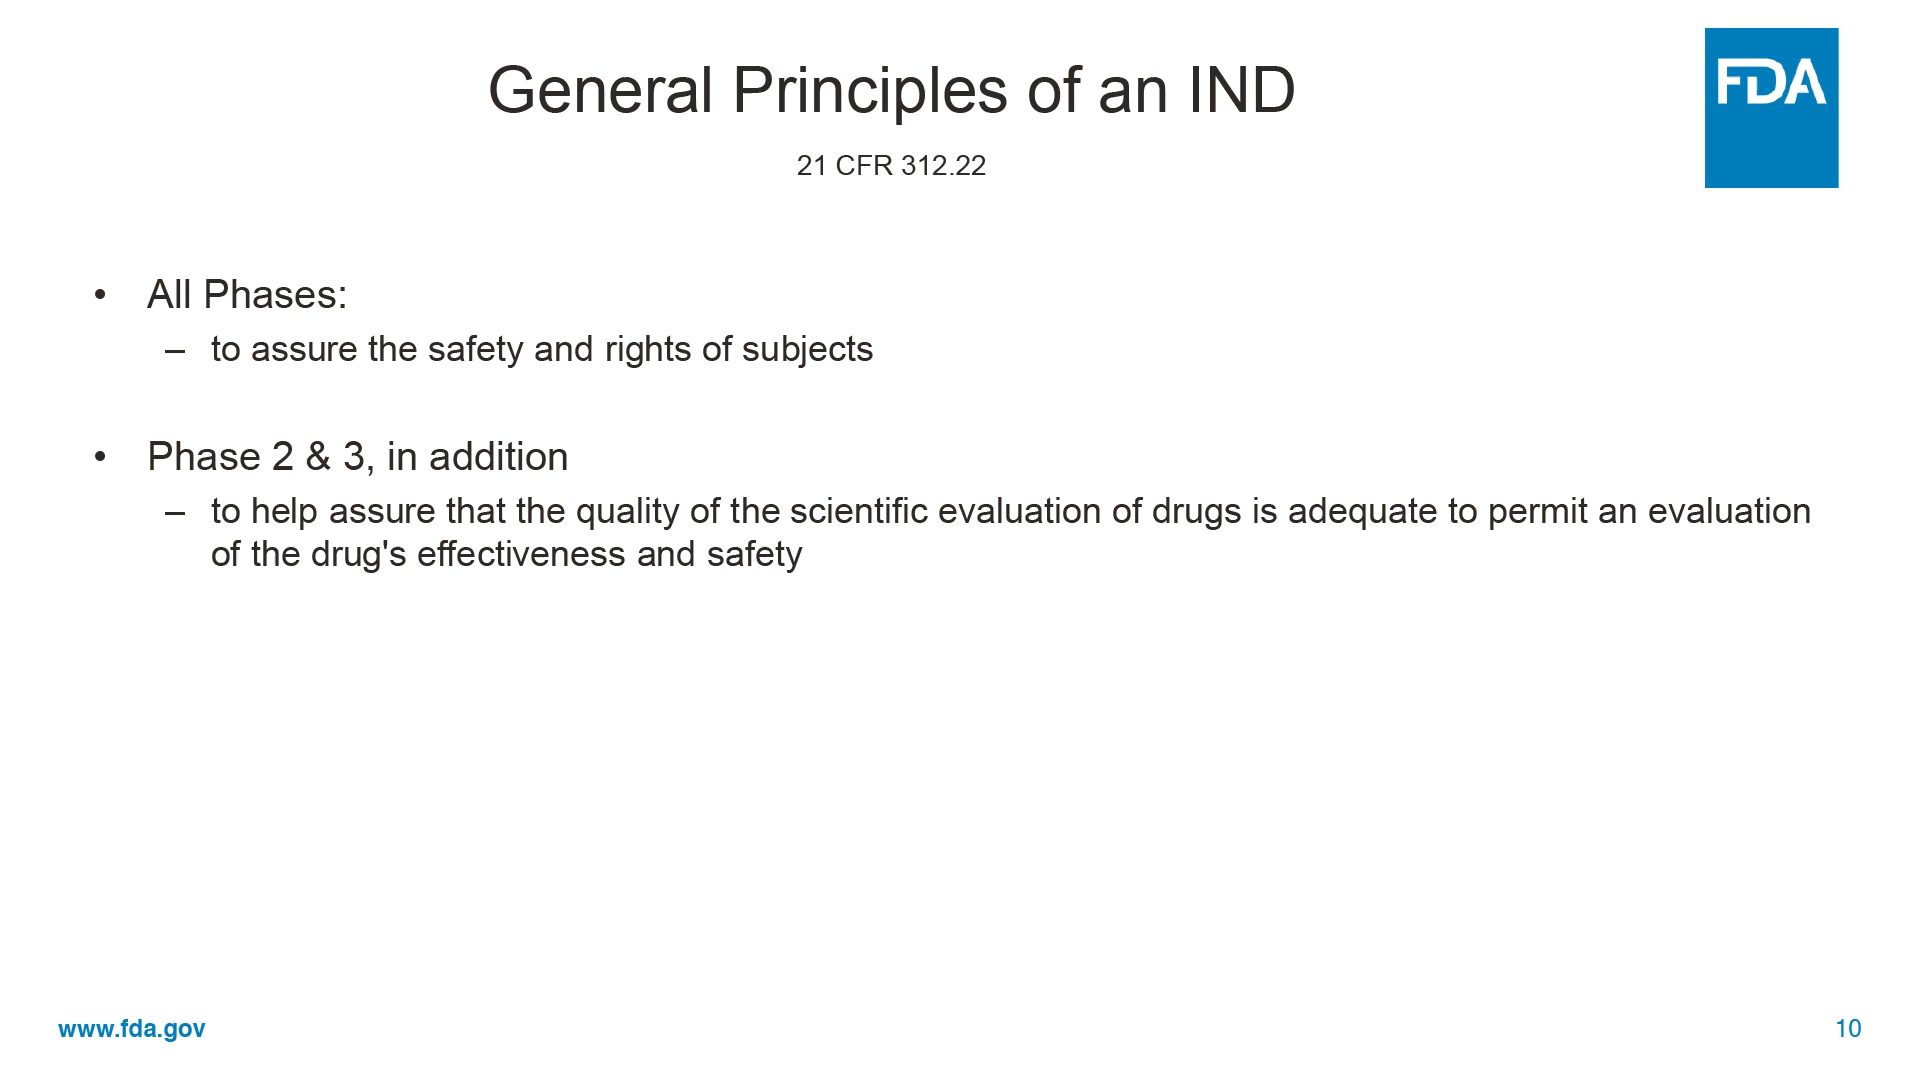 General Principles of an IND
FDA
21 CFR 312.22
• All Phases:
– to assure the safety and rights of subjects
• Phase 2 & 3, in addition
– to help assure that the quality of the scientific evaluation of drugs is adequate to permit an evaluation
of the drug's effectiveness and safety
www.fda.gov
10